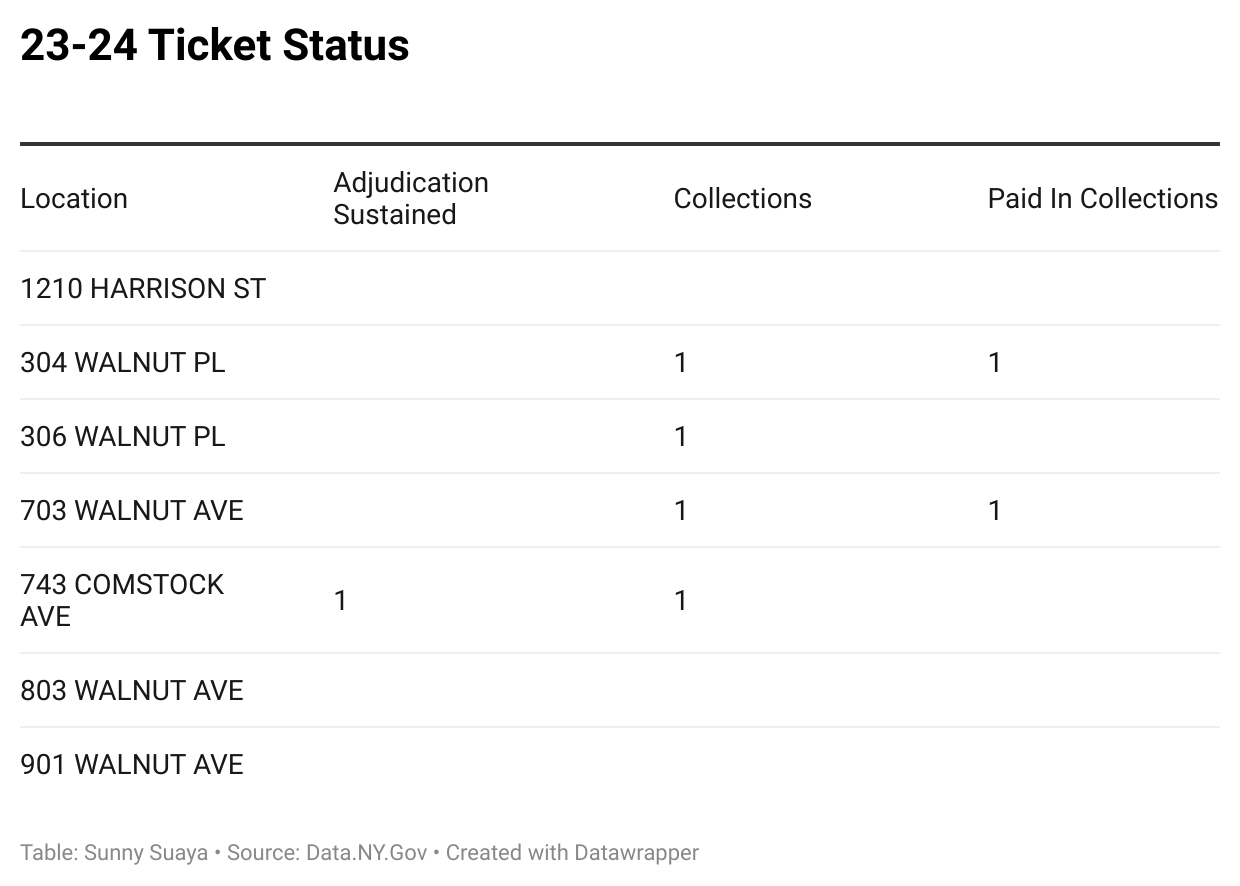 23-24 Ticket Status
Location Adjudication Sustained Collections Paid In Collections
1210 HARRISON ST
304 WALNUT PL 1 1
306 WALNUT PL 1
703 WALNUT AVE 1 1
743 COMSTOCK AVE 1 1
803 WALNUT AVE
901 WALNUT AVE
Table: Sunny Suaya • Source: Data.NY.Gov • Created with Datawrapper